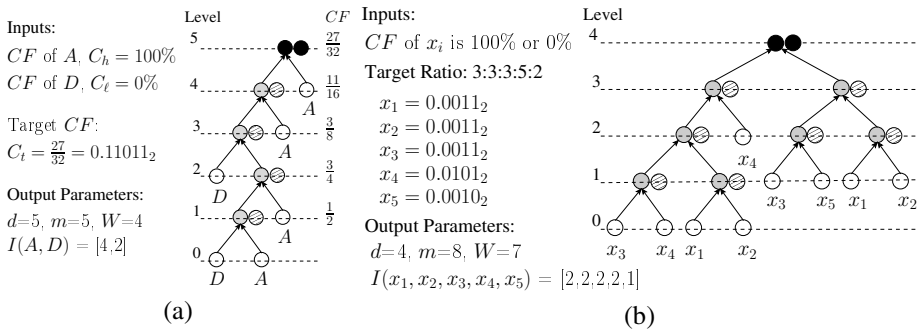 Inputs:
CF of A, C_h = 100%
CF of D, C_ℓ = 0%
Target CF:
C_t = 27/32 = 0.11011_2
Output Parameters:
d=5, m=5, W=4
I(A, D) = [4,2]
Level CF
5 27/32
4 11/16
A
3 3/8
A
2 3/4
D
1 1/2
A
0
D A
(a)
Inputs:
CF of x_i is 100% or 0%
Target Ratio: 3:3:3:5:2
x_1 = 0.0011_2
x_2 = 0.0011_2
x_3 = 0.0011_2
x_4 = 0.0101_2
x_5 = 0.0010_2
Output Parameters:
d=4, m=8, W=7
I(x_1, x_2, x_3, x_4, x_5) = [2,2,2,2,1]
Level
4
3
2
x_4
1
x_3 x_5 x_1 x_2
0
x_3 x_4 x_1 x_2
(b)